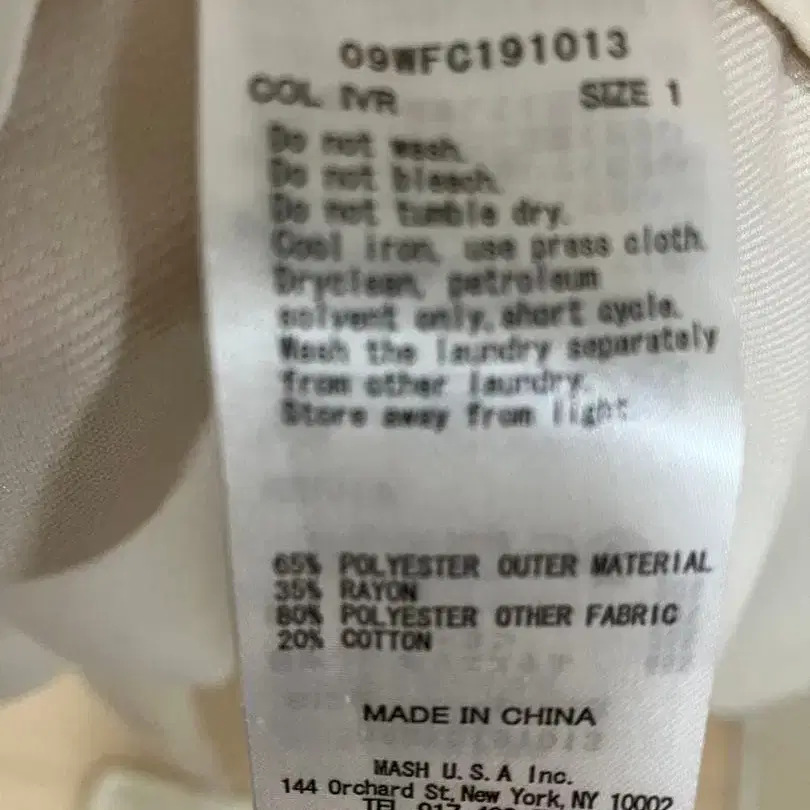 09WFC191013
COL IVR SIZE 1
Do not wash.
Do not bleach.
Do not tumble dry.
Cool iron, use press cloth.
Dryclean, petroleum
solvent only, short cycle.
Wash the laundry separately
from other laundry.
Store away from light.
65% POLYESTER OUTER MATERIAL
35% RAYON
80% POLYESTER OTHER FABRIC
20% COTTON
MADE IN CHINA
MASH U.S.A Inc.
144 Orchard St, New York, NY 10002
TEL